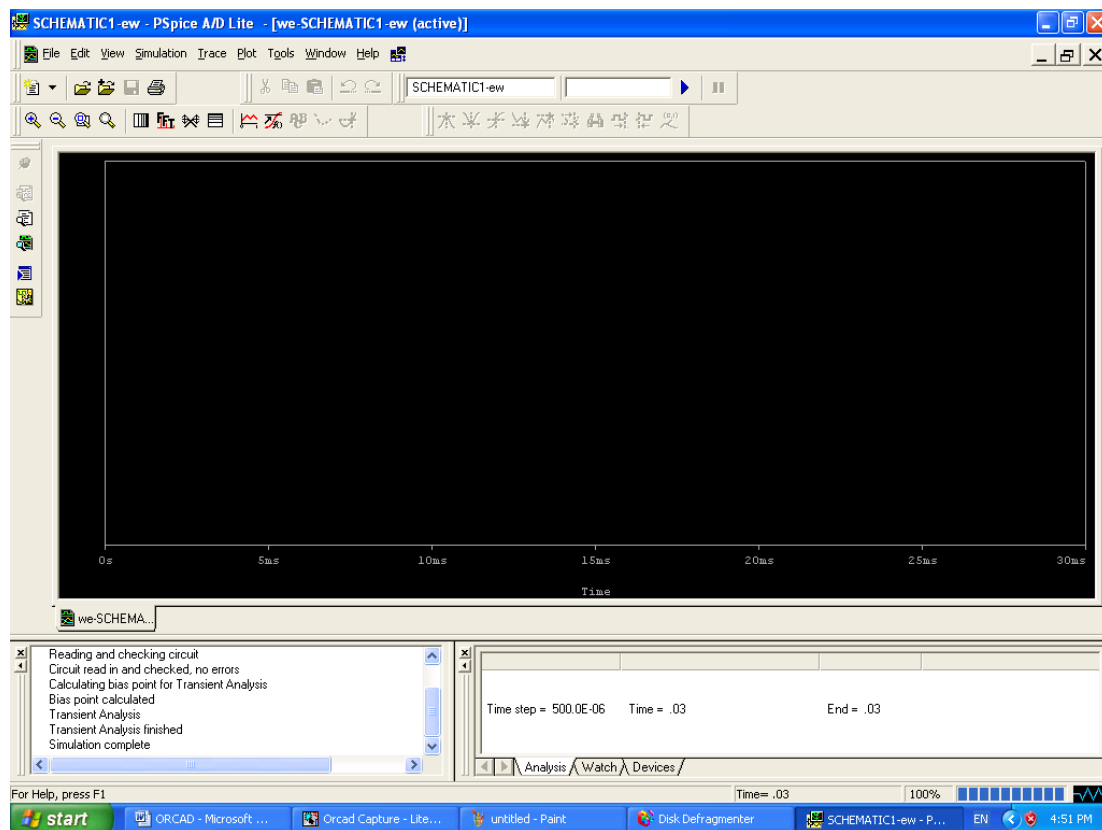 SCHEMATIC1-ew - PSpice A/D Lite - [we-SCHEMATIC1-ew (active)]
File Edit View Simulation Trace Plot Tools Window Help
SCHEMATIC1-ew
0s 5ms 10ms 15ms 20ms 25ms 30ms
Time
we-SCHEMA...
Reading and checking circuit
Circuit read in and checked, no errors
Calculating bias point for Transient Analysis
Bias point calculated
Transient Analysis
Transient Analysis finished
Simulation complete
Time step = 500.0E-06 Time = .03 End = .03
Analysis Watch Devices
For Help, press F1 Time= .03 100%
start ORCAD - Microsoft ... Orcad Capture - Lite... untitled - Paint Disk Defragmenter SCHEMATIC1-ew - P... EN 4:51 PM